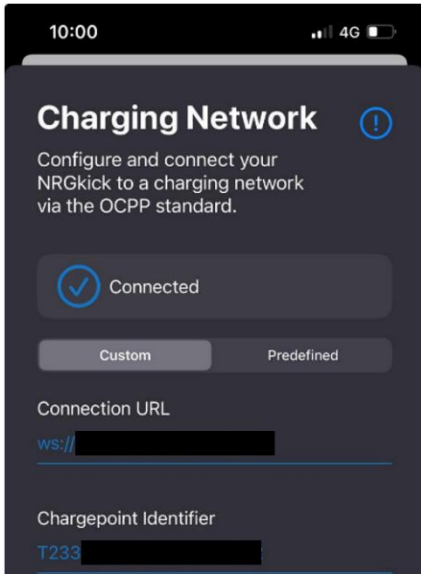 10:00
4G
Charging Network
Configure and connect your
NRGkick to a charging network
via the OCPP standard.
Connected
Custom
Predefined
Connection URL
ws://
Chargepoint Identifier
T233